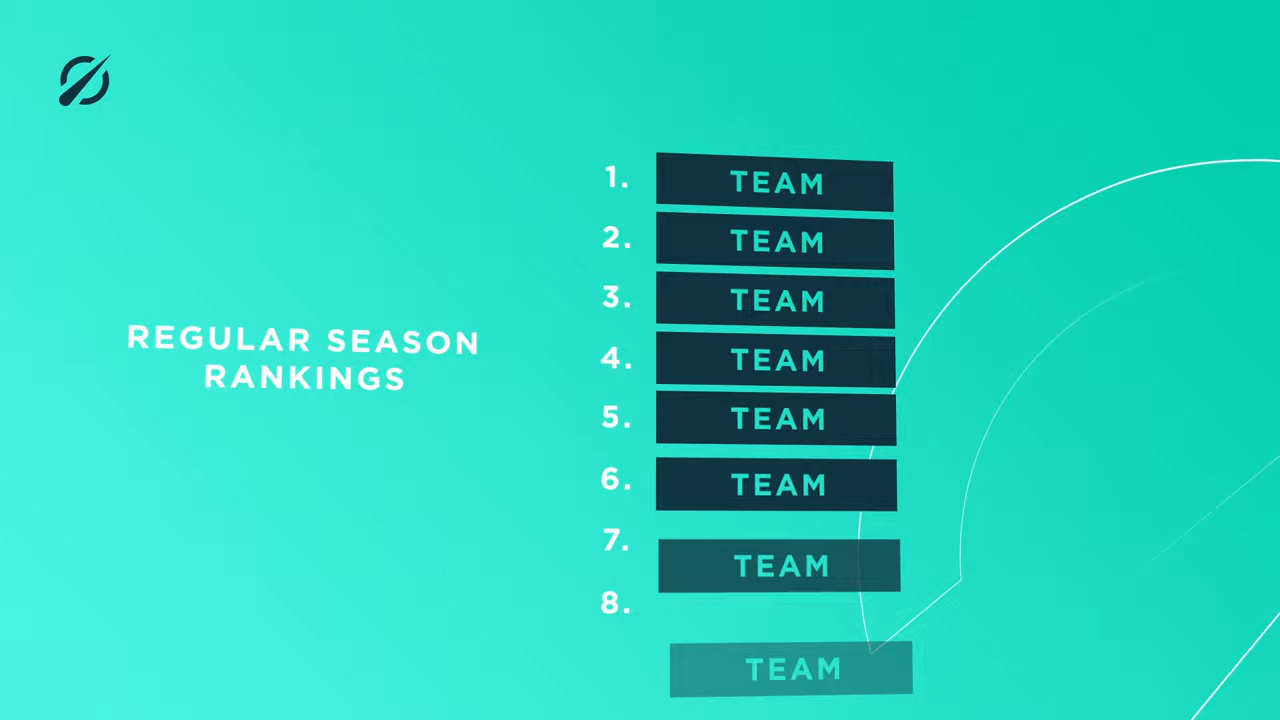 REGULAR SEASON
RANKINGS
1. TEAM
2. TEAM
3. TEAM
4. TEAM
5. TEAM
6. TEAM
7. TEAM
8. TEAM